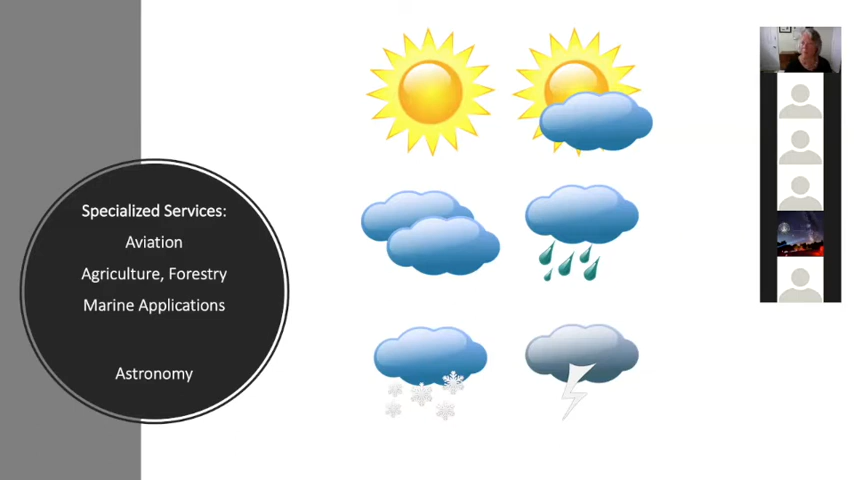 Specialized Services:
Aviation
Agriculture, Forestry
Marine Applications
Astronomy